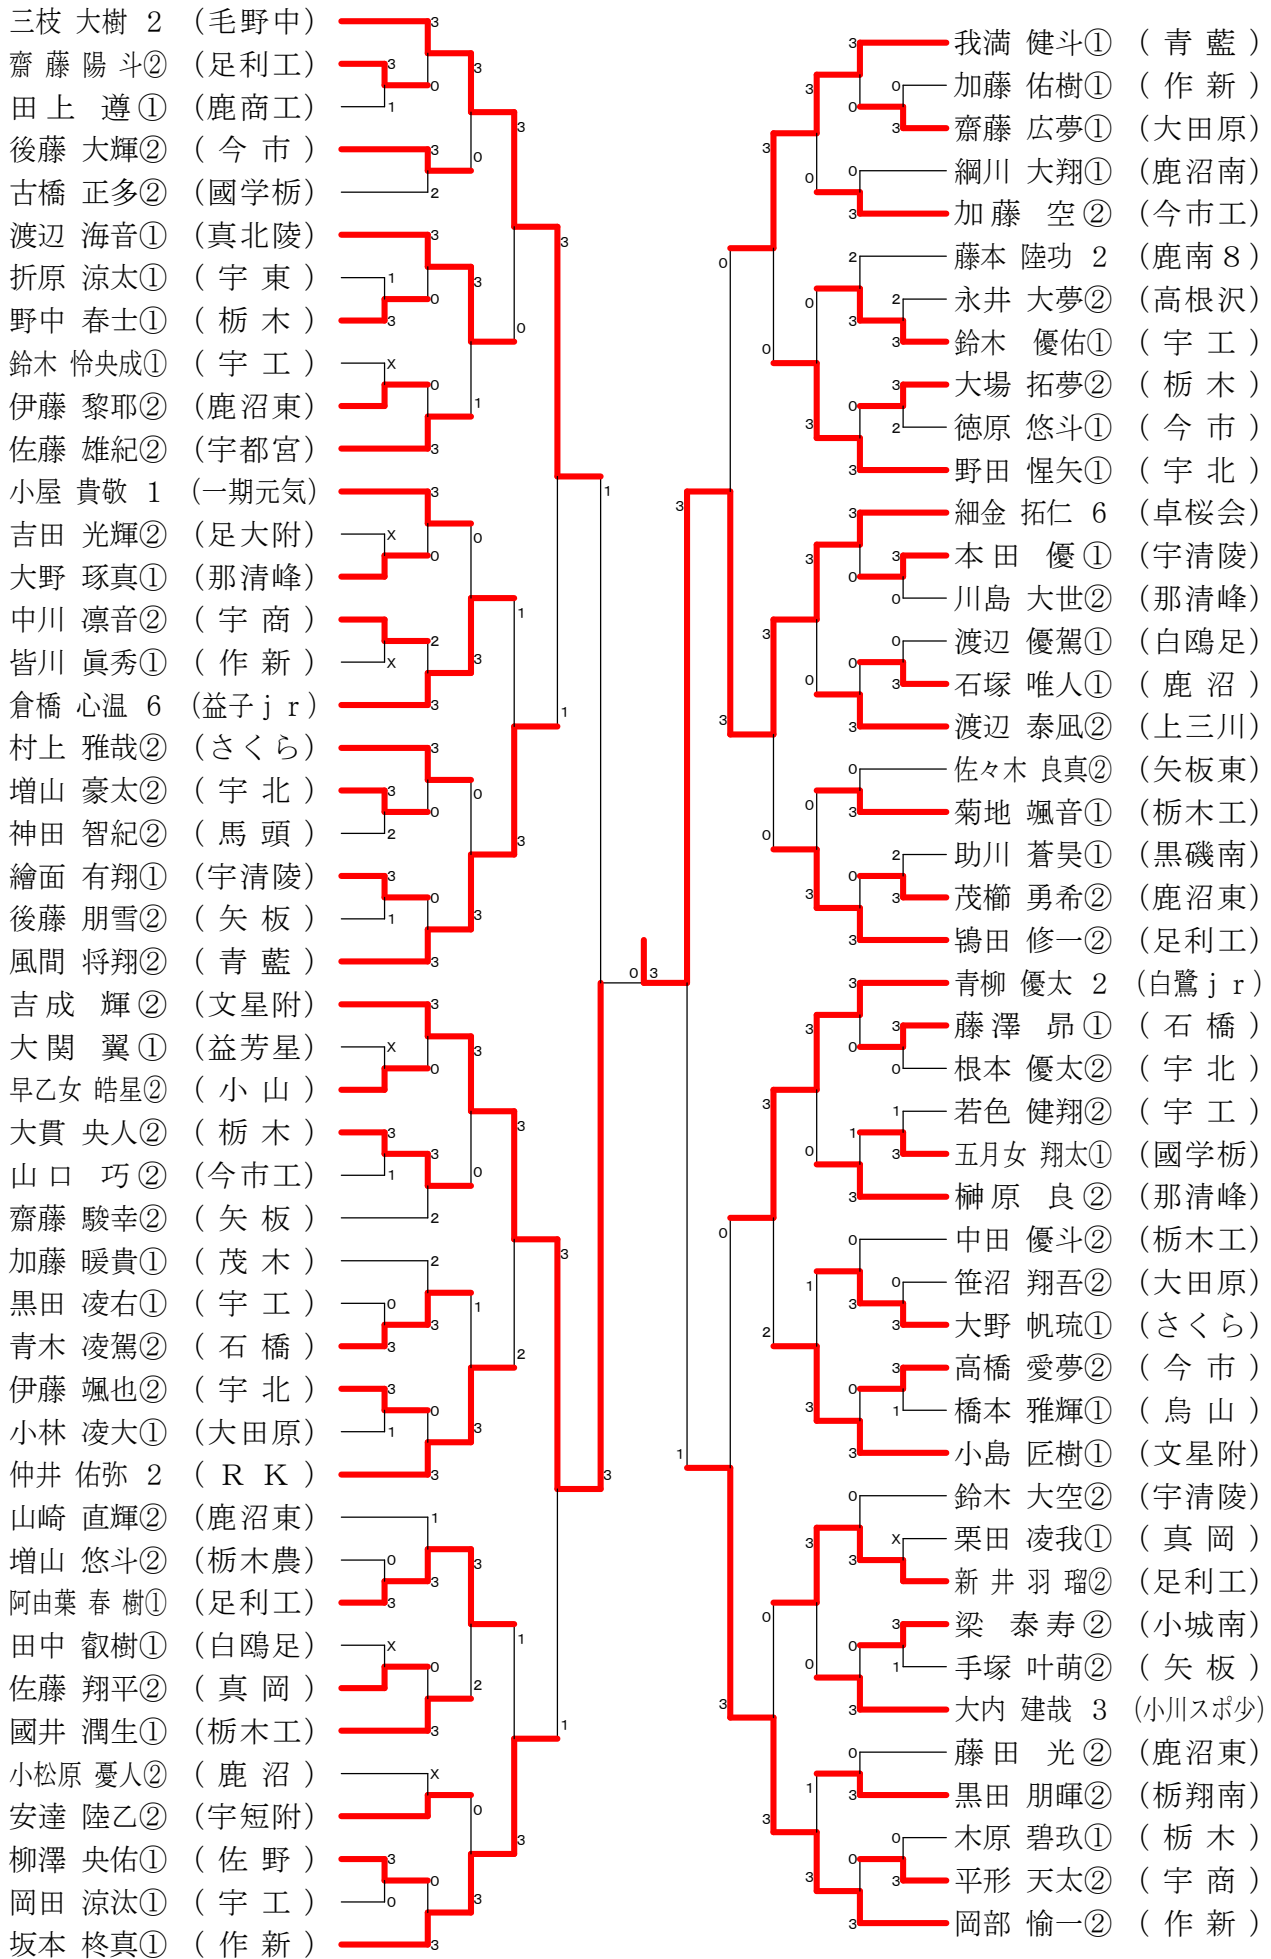 三枝 大樹 2 (毛野中)
齋藤陽斗② (足利工)
田上 遵① (鹿商工)
後藤 大輝② (今市)
古橋 正多② (國学栃)
渡辺 海音① (真北陵)
折原 涼太① (宇東)
野中 春士① (栃木)
鈴木 怜央成① (宇工)
伊藤 黎耶② (鹿沼東)
佐藤 雄紀② (宇都宮)
小屋 貴敬 1 (一期元気)
吉田 光輝② (足大附)
大野 琢真① (那清峰)
中川 凛音② (宇商)
皆川 眞秀① (作新)
倉橋 心温 6 (益子jr)
村上 雅哉② (さくら)
増山 豪太② (宇北)
神田 智紀② (馬頭)
繪面 有翔① (宇清陵)
後藤 朋雪② (矢板)
風間 将翔② (青藍)
吉成 輝② (文星附)
大関 翼① (益芳星)
早乙女 皓星② (小山)
大貫 央人② (栃木)
山口 巧② (今市工)
齋藤 駿幸② (矢板)
加藤 暖貴① (茂木)
黒田 凌右① (宇工)
青木 凌駕② (石橋)
伊藤 颯也② (宇北)
小林 凌大① (大田原)
仲井 佑弥 2 (RK)
山崎 直輝② (鹿沼東)
増山 悠斗② (栃木農)
阿由葉 春樹① (足利工)
田中 叡樹① (白鴎足)
佐藤 翔平② (真岡)
國井 潤生① (栃木工)
小松原 憂人② (鹿沼)
安達 陸乙② (宇短附)
柳澤 央佑① (佐野)
岡田 涼汰① (宇工)
坂本 柊真① (作新)
我満 健斗① (青藍)
加藤 佑樹① (作新)
齋藤 広夢① (大田原)
綱川 大翔① (鹿沼南)
加藤 空② (今市工)
藤本 陸功 2 (鹿南8)
永井 大夢② (高根沢)
鈴木 優佑① (宇工)
大場 拓夢② (栃木)
徳原 悠斗① (今市)
野田 惺矢① (宇北)
細金 拓仁 6 (卓桜会)
本田 優① (宇清陵)
川島 大世② (那清峰)
渡辺 優駕① (白鴎足)
石塚 唯人① (鹿沼)
渡辺 泰凪② (上三川)
佐々木 良真② (矢板東)
菊地 颯音① (栃木工)
助川 蒼昊① (黒磯南)
茂櫛 勇希② (鹿沼東)
鴇田 修一② (足利工)
青柳 優太 2 (白鷺jr)
藤澤 昴① (石橋)
根本 優太② (宇北)
若色 健翔② (宇工)
五月女 翔太① (國学栃)
榊原 良② (那清峰)
中田 優斗② (栃木工)
笹沼 翔吾② (大田原)
大野 帆琉① (さくら)
高橋 愛夢② (今市)
橋本 雅輝① (烏山)
小島 匠樹① (文星附)
鈴木 大空② (宇清陵)
栗田 凌我① (真岡)
新井羽瑠② (足利工)
梁 泰寿② (小城南)
手塚 叶萌② (矢板)
大内 建哉 3 (小川スポ少)
藤田 光② (鹿沼東)
黒田 朋暉② (栃翔南)
木原 碧玖① (栃木)
平形 天太② (宇商)
岡部 愉一② (作新)